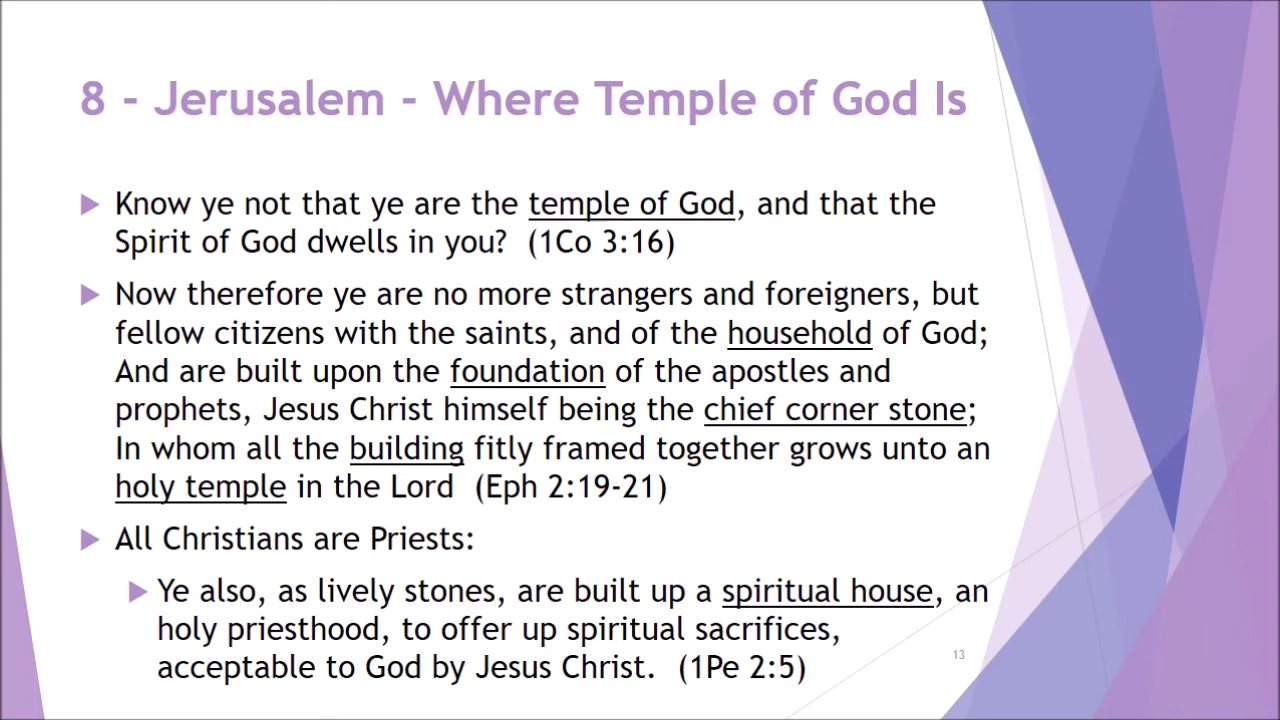 8 - Jerusalem - Where Temple of God Is
Know ye not that ye are the temple of God, and that the
Spirit of God dwells in you?  (1Co 3:16)
Now therefore ye are no more strangers and foreigners, but
fellow citizens with the saints, and of the household of God;
And are built upon the foundation of the apostles and
prophets, Jesus Christ himself being the chief corner stone;
In whom all the building fitly framed together grows unto an
holy temple in the Lord  (Eph 2:19-21)
All Christians are Priests:
Ye also, as lively stones, are built up a spiritual house, an
holy priesthood, to offer up spiritual sacrifices,
acceptable to God by Jesus Christ.  (1Pe 2:5)
13